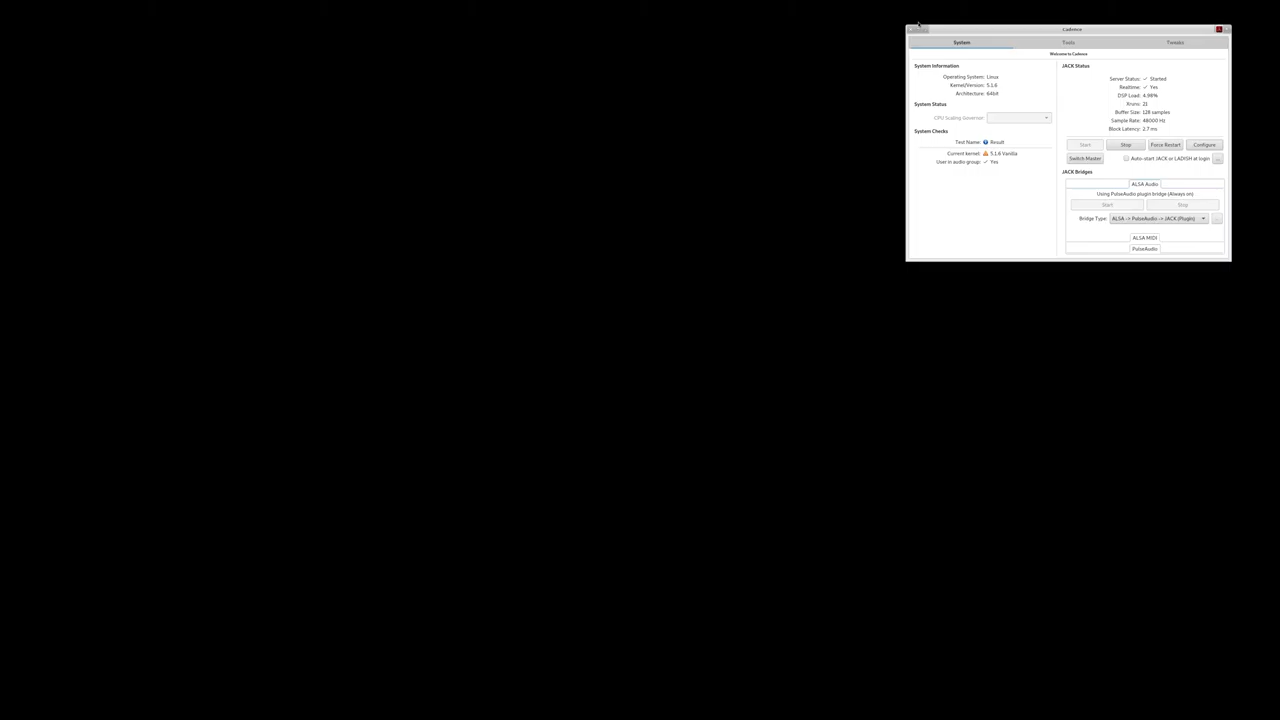 Cadence
System
Tools
Tweaks
Welcome to Cadence
System Information
Operating System: Linux
Kernel/Version: 5.1.6
Architecture: 64bit
System Status
CPU Scaling Governor:
System Checks
Test Name: Result
Current kernel: 5.1.6 Vanilla
User in audio group: Yes
JACK Status
Server Status: Started
Realtime: Yes
DSP Load: 4.98%
Xruns: 21
Buffer Size: 128 samples
Sample Rate: 48000 Hz
Block Latency: 2.7 ms
Start Stop Force Restart Configure
Switch Master Auto-start JACK or LADISH at login ...
JACK Bridges
ALSA Audio
Using PulseAudio plugin bridge (Always on)
Start Stop
Bridge Type: ALSA -> PulseAudio -> JACK (Plugin) ...
ALSA MIDI
PulseAudio